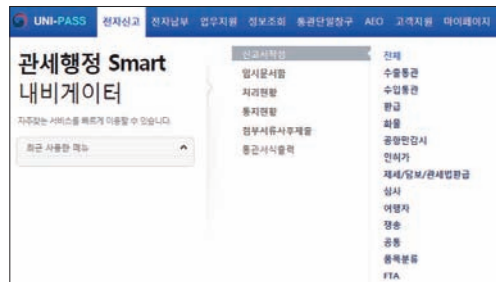 UNI-PASS 전자신고 전자납부 업무지원 정보조회 통관단일창구 AEO 고객지원 마이페이지
관세행정 Smart
내비게이터
자주찾는 서비스를 빠르게 이용할 수 있습니다.
최근 사용한 메뉴
신고서작성
임시문서함
처리현황
통지현황
첨부서류사후제출
통관서식출력
전체
수출통관
수입통관
환급
화물
공항만감시
인허가
제세/담보/관세법환급
심사
여행자
쟁송
공통
품목분류
FTA